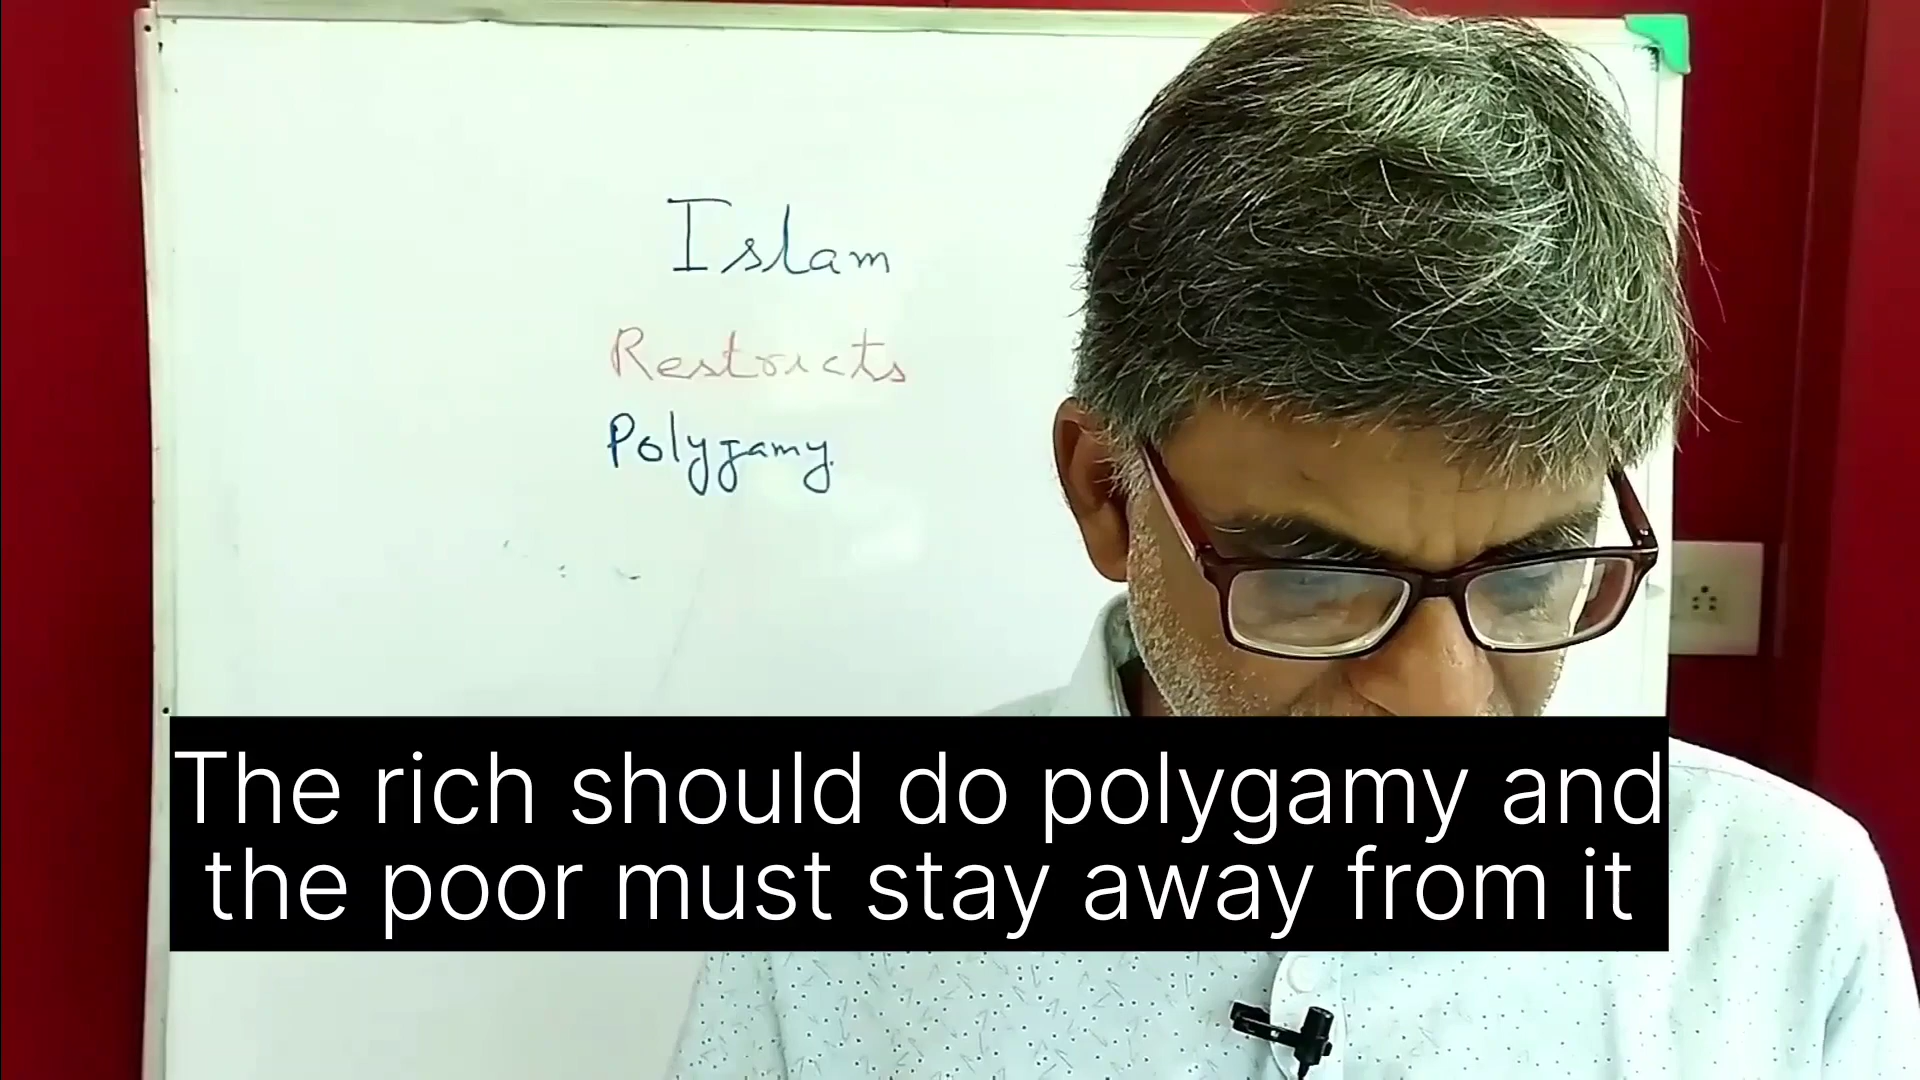 Islam
Restricts
Polygamy.
The rich should do polygamy and
the poor must stay away from it